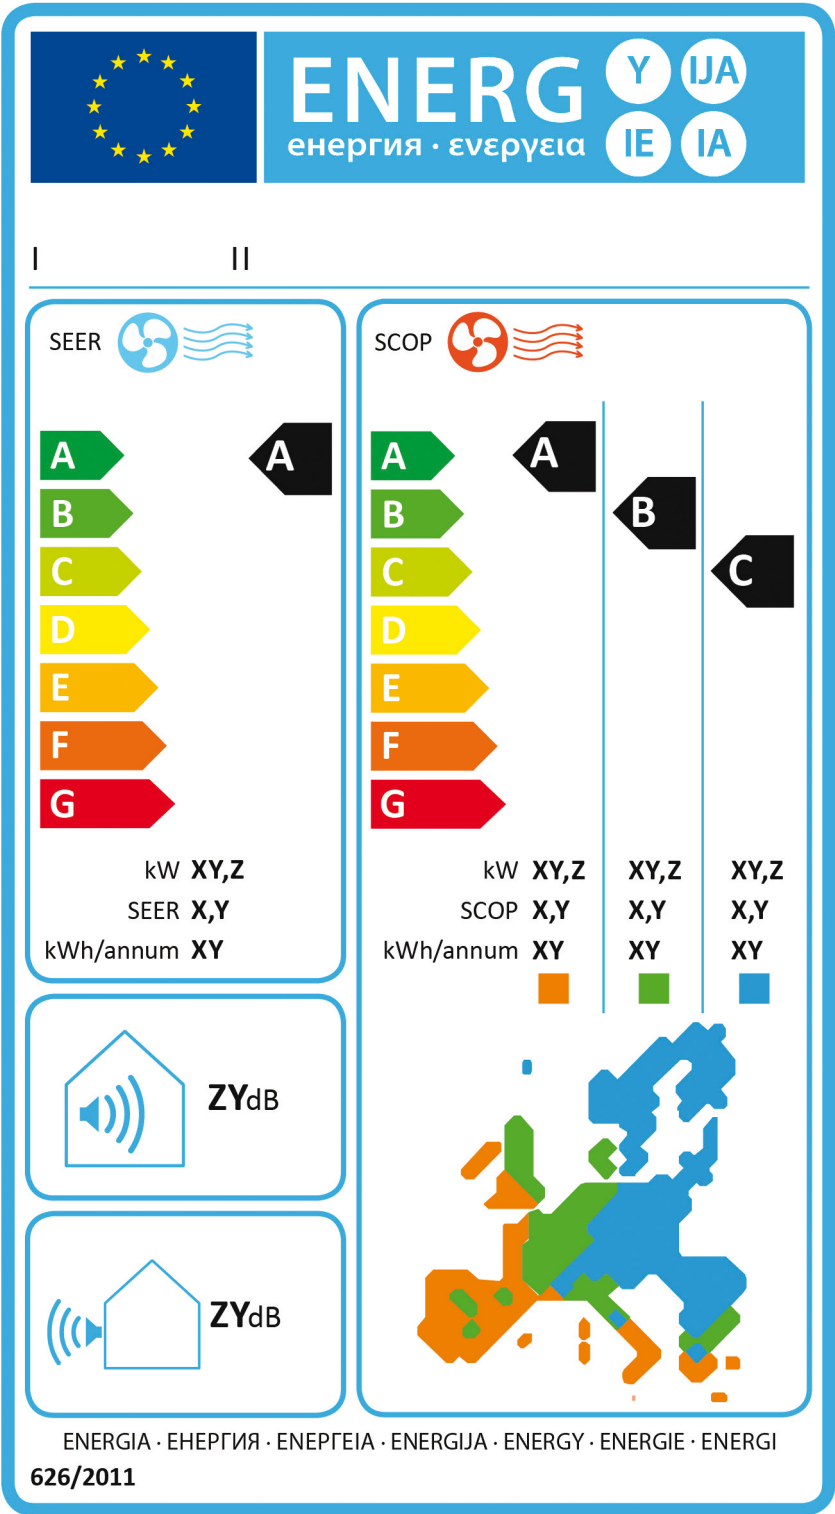 ENERG
енергия · ενεργεια
Y IJA
IE IA
I II
SEER
A A
B
C
D
E
F
G
kW XY,Z
SEER X,Y
kWh/annum XY
SCOP
A A
B B
C C
D
E
F
G
kW XY,Z XY,Z XY,Z
SCOP X,Y X,Y X,Y
kWh/annum XY XY XY
ZYdB
ZYdB
ENERGIA · ЕНЕРГИЯ · ΕΝΕΡΓΕΙΑ · ENERGIJA · ENERGY · ENERGIE · ENERGI
626/2011